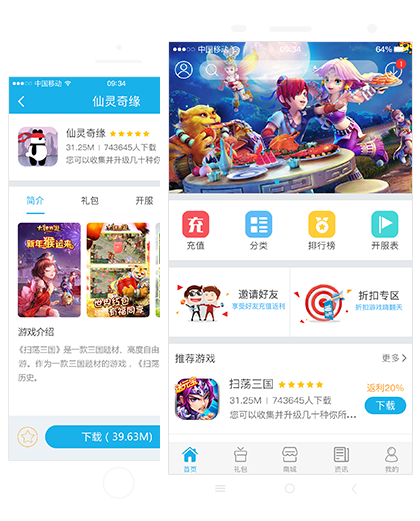 中国移动 09:34
仙灵奇缘
仙灵奇缘
31.25M | 743645人下载
您可以收集并升级几十种你
简介 礼包 开服
新年猴运来
世界约包
祈福同享
游戏介绍
《扫荡三国》是一款三国题材、高度自由
游。作为一款三国题材的游戏，《扫荡
历史。
下载（39.63M）
中国移动 09:34 64%
1
充
充值 分类 排行榜 开服表
邀请好友
享受好友充值返利
折扣专区
折扣游戏嗨翻天
推荐游戏 更多
扫荡三国
返利20%
31.25M | 743645人下载
下载
您可以收集并升级几十种你所...
首页 礼包 商城 资讯 我的